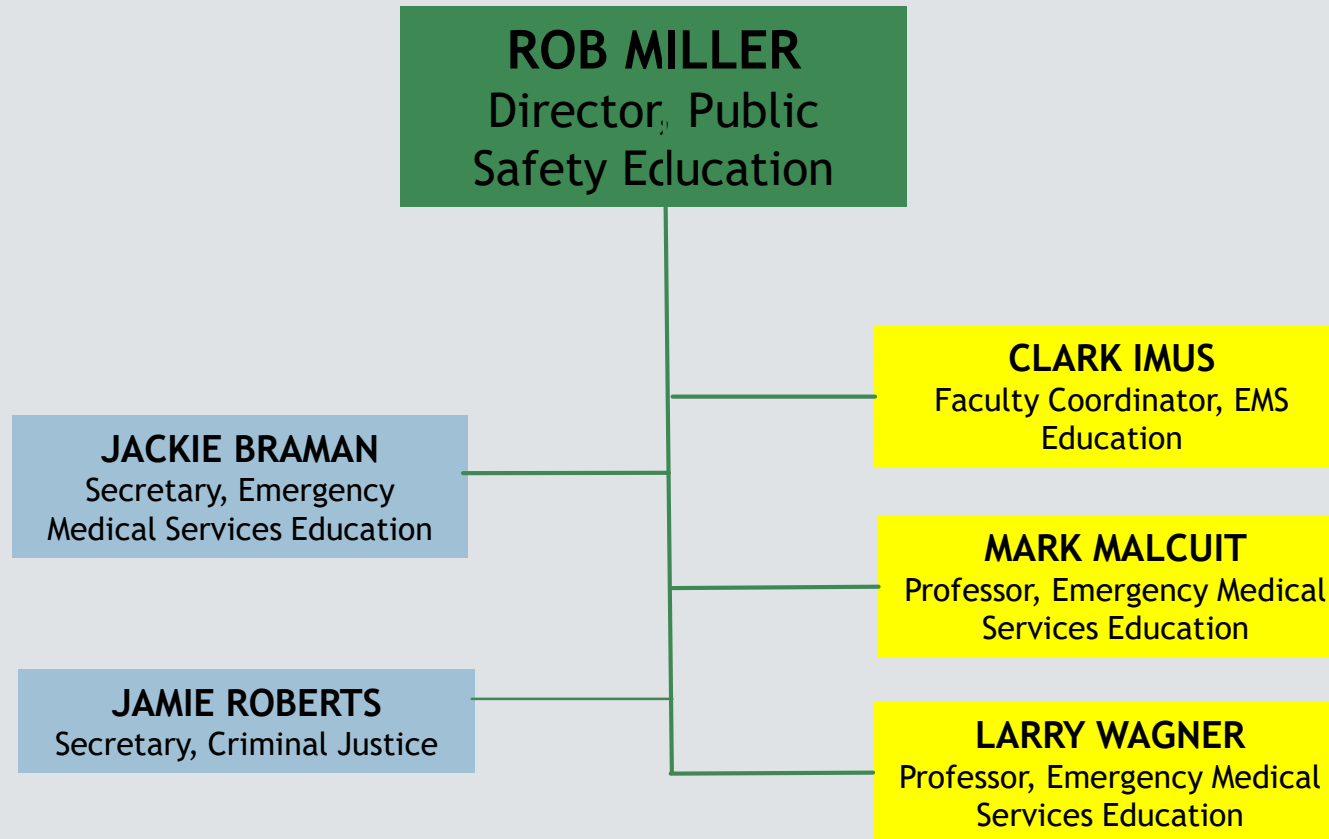 ROB MILLER
Director, Public
Safety Education
CLARK IMUS
Faculty Coordinator, EMS
Education
JACKIE BRAMAN
Secretary, Emergency
Medical Services Education
MARK MALCUIT
Professor, Emergency Medical
Services Education
JAMIE ROBERTS
Secretary, Criminal Justice
LARRY WAGNER
Professor, Emergency Medical
Services Education